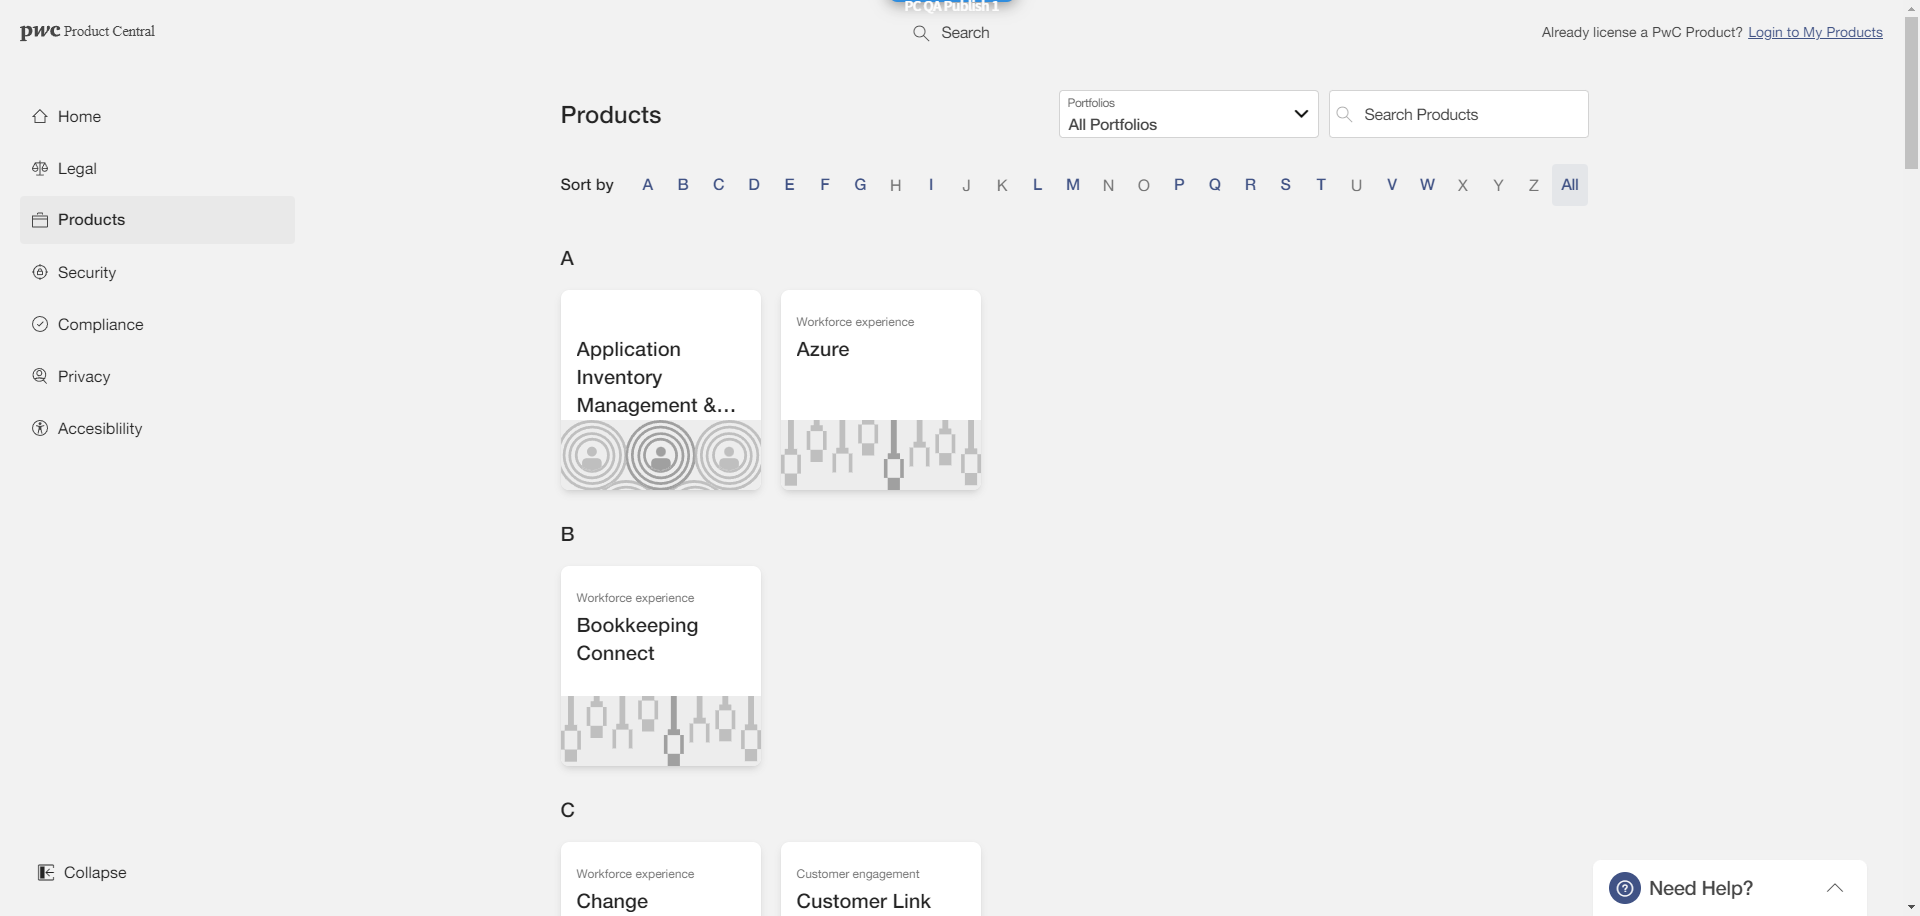 PC QA Publish 1
pwc Product Central
Search
Already license a PwC Product? Login to My Products
Home
Legal
Products
Security
Compliance
Privacy
Accesiblility
Collapse
Products
Portfolios
All Portfolios
Search Products
Sort by A B C D E F G H I J K L M N O P Q R S T U V W X Y Z All
A
Application
Inventory
Management &...
Workforce experience
Azure
B
Workforce experience
Bookkeeping
Connect
C
Workforce experience
Change
Customer engagement
Customer Link
Need Help?